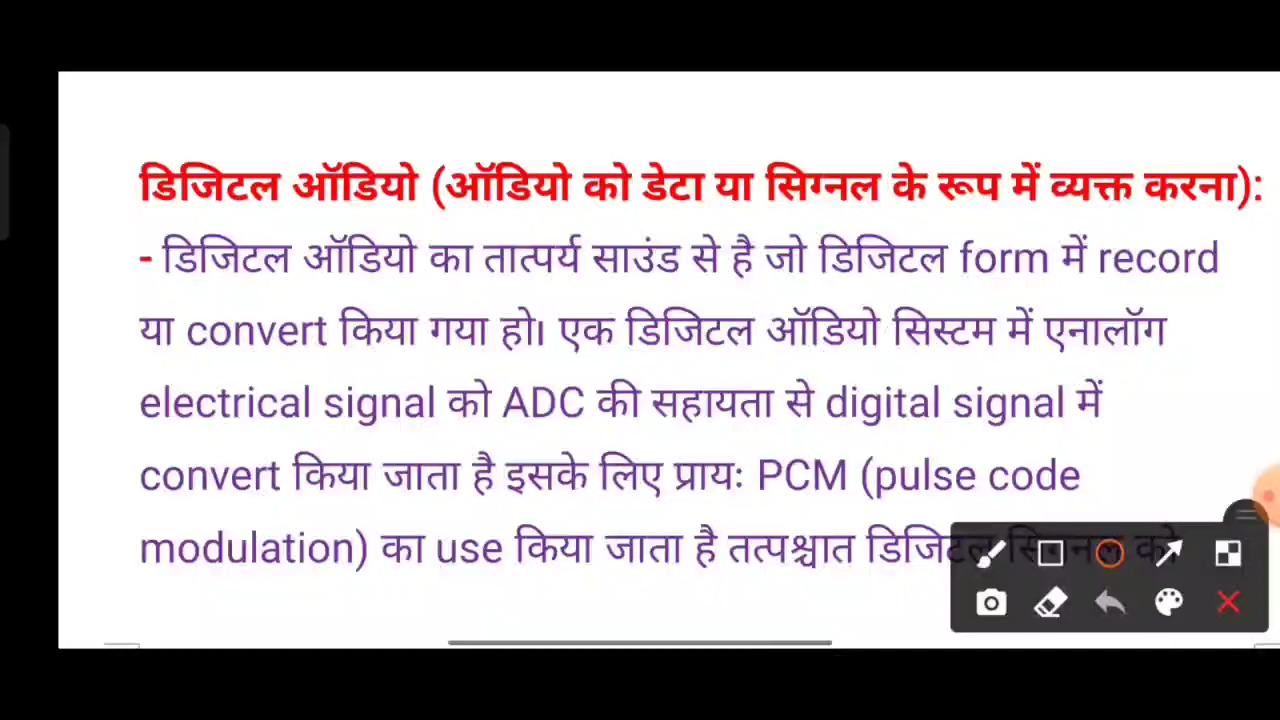 डिजिटल ऑडियो (ऑडियो को डेटा या सिग्नल के रूप में व्यक्त करना):
- डिजिटल ऑडियो का तात्पर्य साउंड से है जो डिजिटल form में record
या convert किया गया हो। एक डिजिटल ऑडियो सिस्टम में एनालॉग
electrical signal को ADC की सहायता से digital signal में
convert किया जाता है इसके लिए प्रायः PCM (pulse code
modulation) का use किया जाता है तत्पश्चात डिजिटल सिगनल को